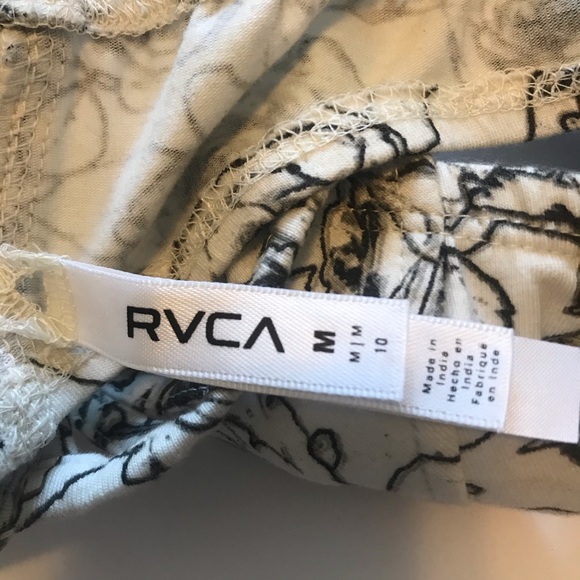 RVCA
M
M|M
10
Made in
India
Hecho en
India
Fabriqué
en Inde